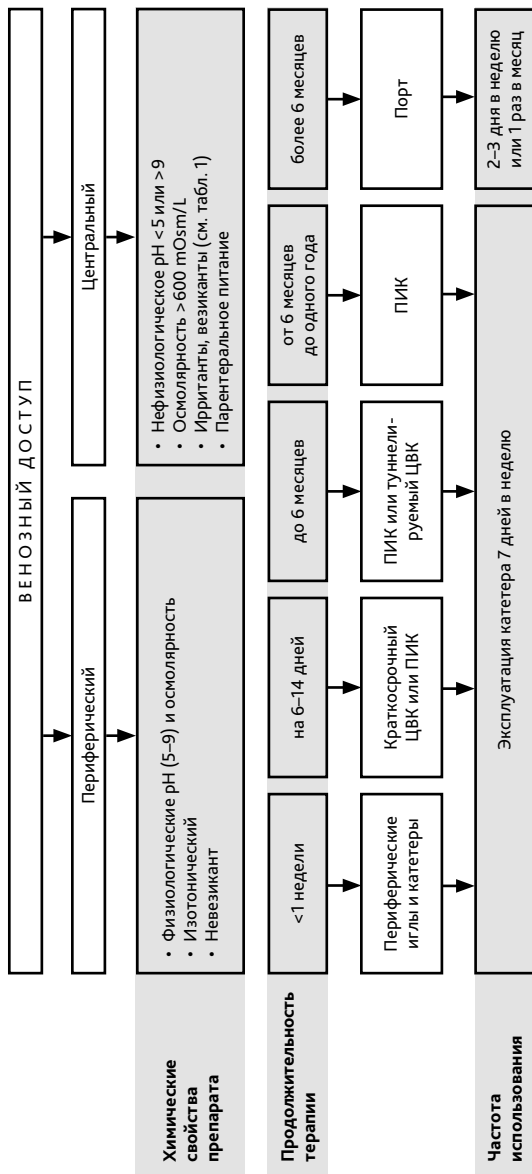 ВЕНОЗНЫЙ ДОСТУП
Периферический
Центральный
Химические
свойства
препарата
• Физиологические pH (5–9) и осмолярность
• Изотонический
• Невезикант
• Нефизиологическое pH <5 или >9
• Осмолярность >600 mOsm/L
• Ирританты, везиканты (см. табл. 1)
• Парентеральное питание
Продолжительность
терапии
<1 недели
на 6–14 дней
до 6 месяцев
от 6 месяцев
до одного года
более 6 месяцев
Периферические
иглы и катетеры
Краткосрочный
ЦВК или ПИК
ПИК или туннели-
руемый ЦВК
ПИК
Порт
Частота
использования
Эксплуатация катетера 7 дней в неделю
2–3 дня в неделю
или 1 раз в месяц